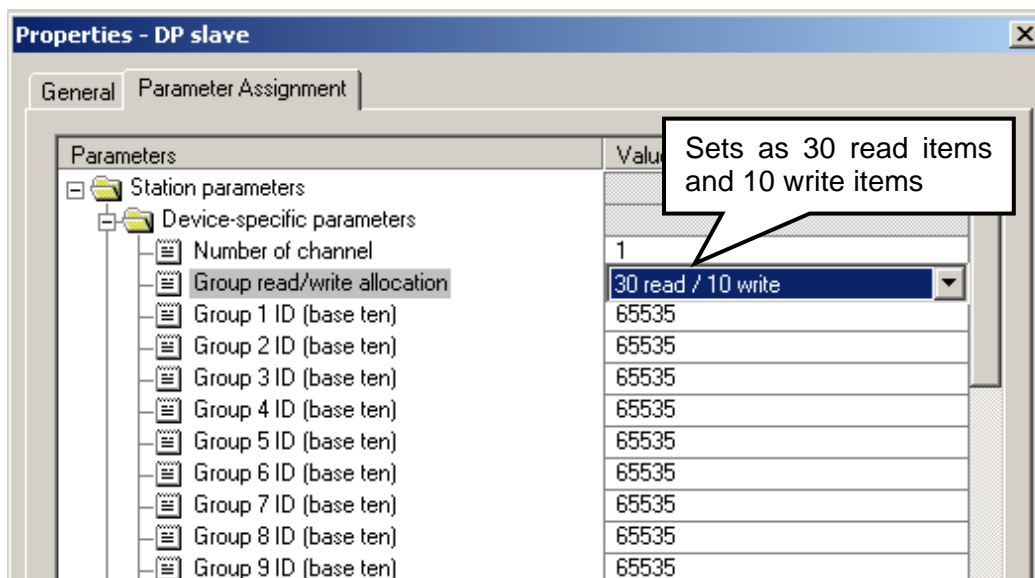 Properties - DP slave
General Parameter Assignment
Parameters
Sets as 30 read items
and 10 write items
Station parameters
Device-specific parameters
Number of channel 1
Group read/write allocation 30 read / 10 write
Group 1 ID (base ten) 65535
Group 2 ID (base ten) 65535
Group 3 ID (base ten) 65535
Group 4 ID (base ten) 65535
Group 5 ID (base ten) 65535
Group 6 ID (base ten) 65535
Group 7 ID (base ten) 65535
Group 8 ID (base ten) 65535
Group 9 ID (base ten) 65535